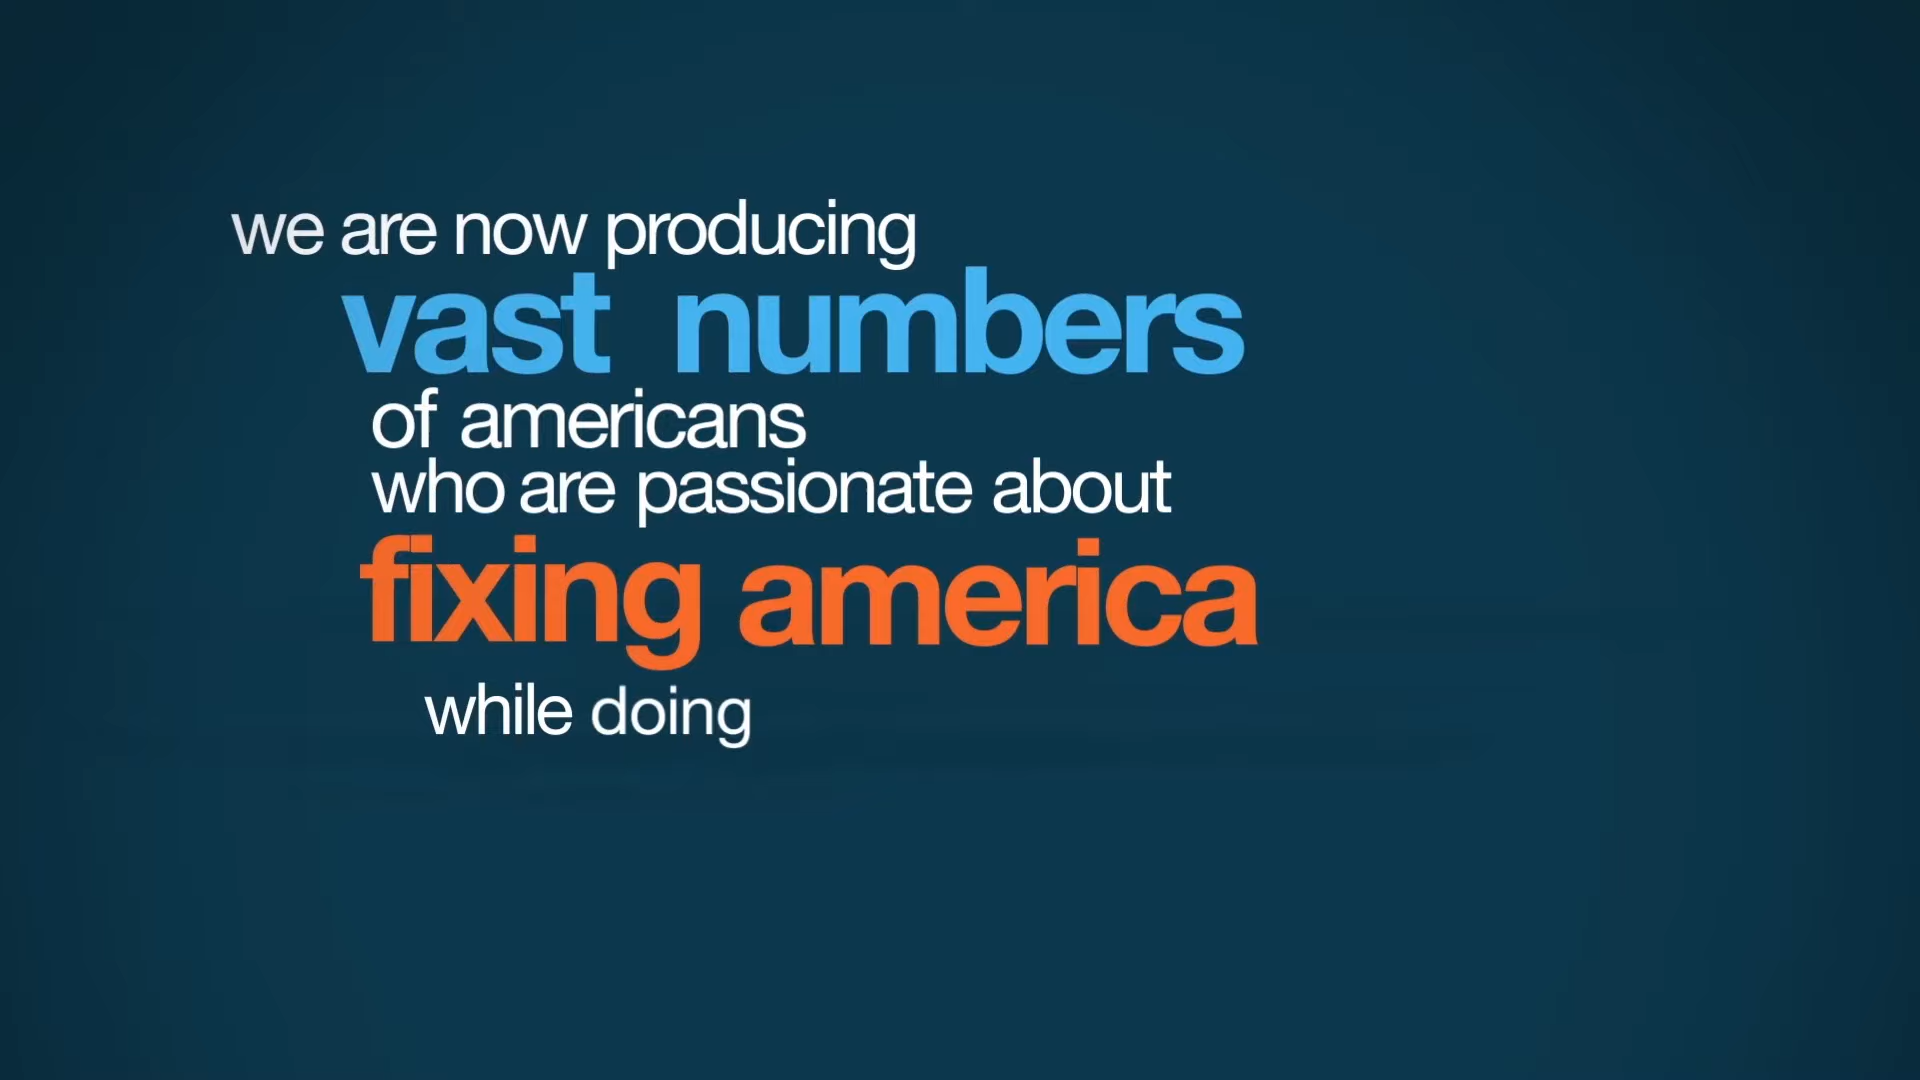 we are now producing
vast numbers
of americans
who are passionate about
fixing america
while doing